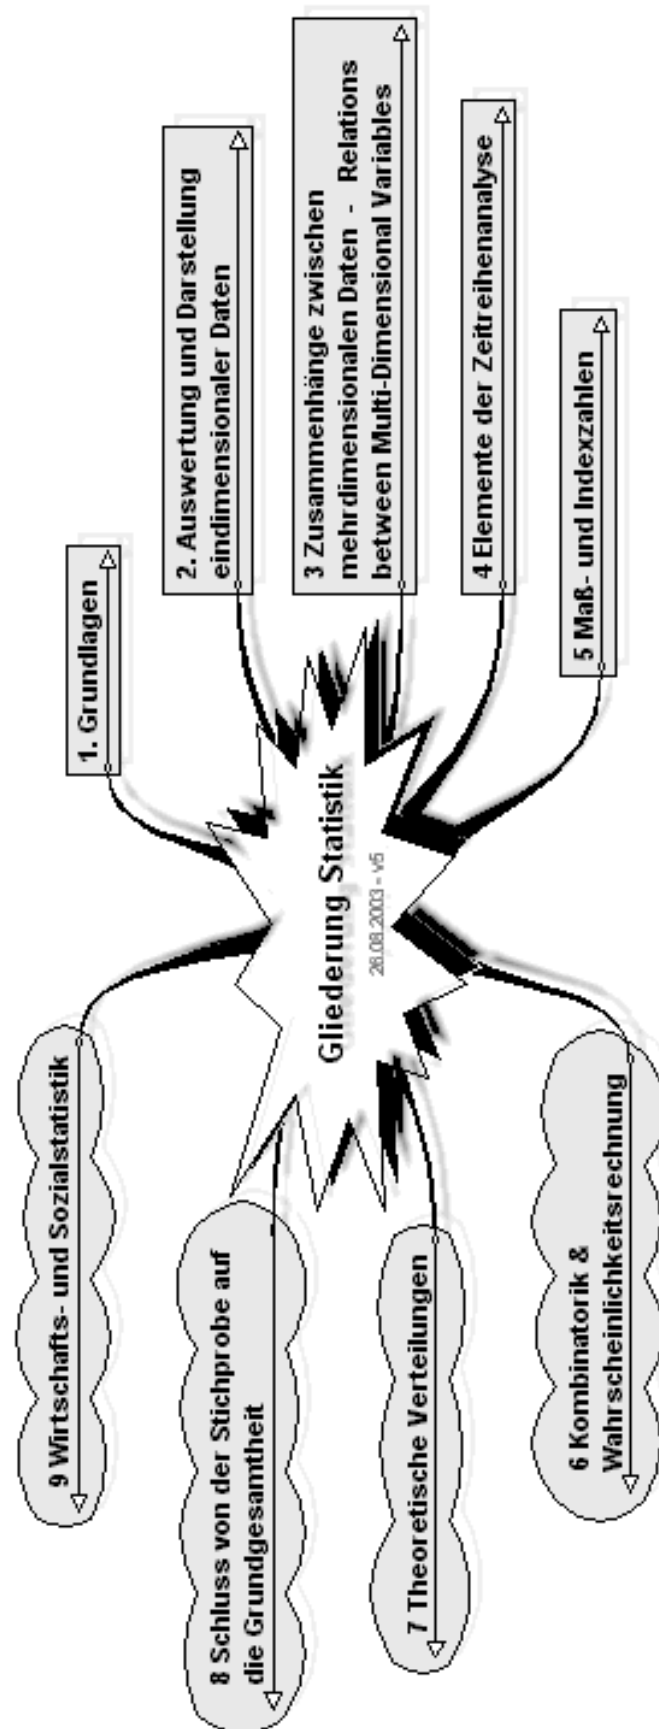 Gliederung Statistik
26.08.2003 - v5
1. Grundlagen
2. Auswertung und Darstellung
eindimensionaler Daten
3 Zusammenhänge zwischen
mehrdimensionalen Daten - Relations
between Multi-Dimensional Variables
4 Elemente der Zeitreihenanalyse
5 Maß- und Indexzahlen
6 Kombinatorik &
Wahrscheinlichkeitsrechnung
7 Theoretische Verteilungen
8 Schluss von der Stichprobe auf
die Grundgesamtheit
9 Wirtschafts- und Sozialstatistik